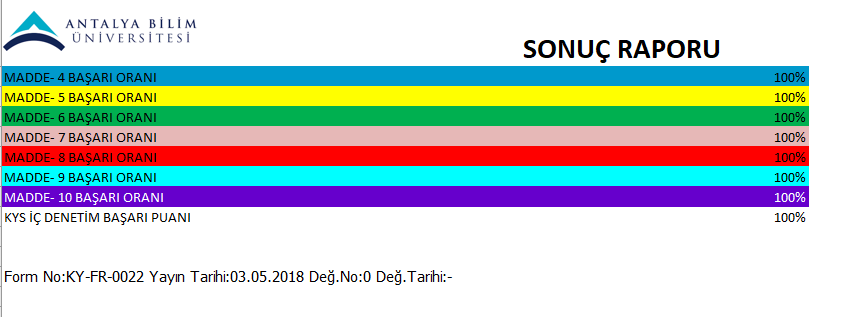 ANTALYA BİLİM
ÜNİVERSİTESİ
SONUÇ RAPORU
MADDE- 4 BAŞARI ORANI 100%
MADDE- 5 BAŞARI ORANI 100%
MADDE- 6 BAŞARI ORANI 100%
MADDE- 7 BAŞARI ORANI 100%
MADDE- 8 BAŞARI ORANI 100%
MADDE- 9 BAŞARI ORANI 100%
MADDE- 10 BAŞARI ORANI 100%
KYS İÇ DENETİM BAŞARI PUANI 100%
Form No:KY-FR-0022 Yayın Tarihi:03.05.2018 Değ.No:0 Değ.Tarihi:-